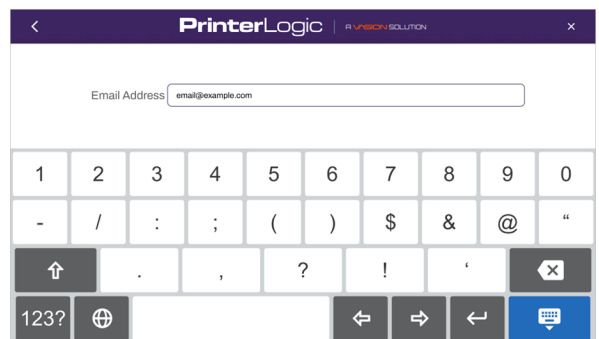 PrinterLogic | A VASION SOLUTION
Email Address email@example.com
1 2 3 4 5 6 7 8 9 0
- / : ; ( ) $ & @ “
. , ? ! ‘
123?